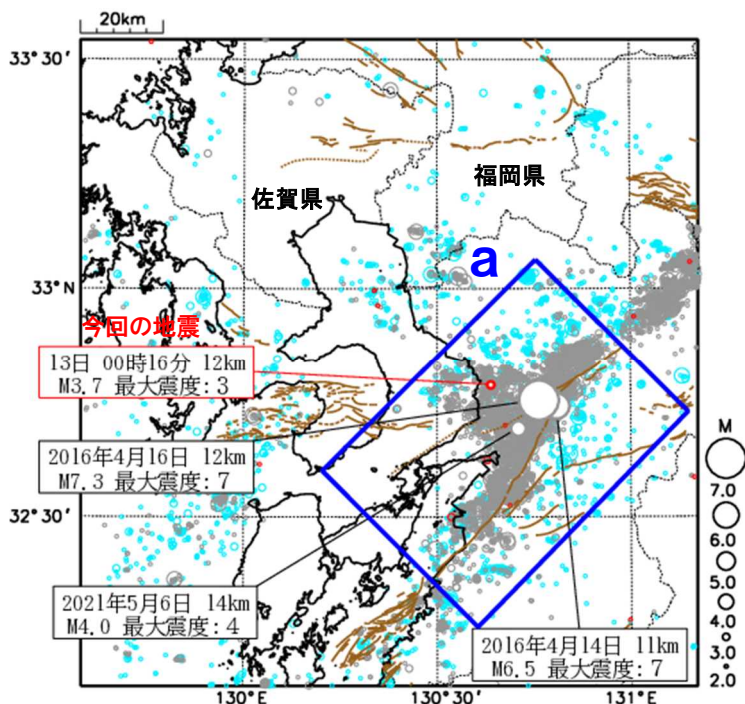 20km
33°30′
福岡県
佐賀県
a
33°N
今回の地震
13日 00時16分 12km
M3.7 最大震度:3
2016年4月16日 12km
M7.3 最大震度:7
32°30′
2021年5月6日 14km
M4.0 最大震度:4
2016年4月14日 11km
M6.5 最大震度:7
M
7.0
6.0
5.0
4.0
3.0
2.0
130°E
130°30′
131°E